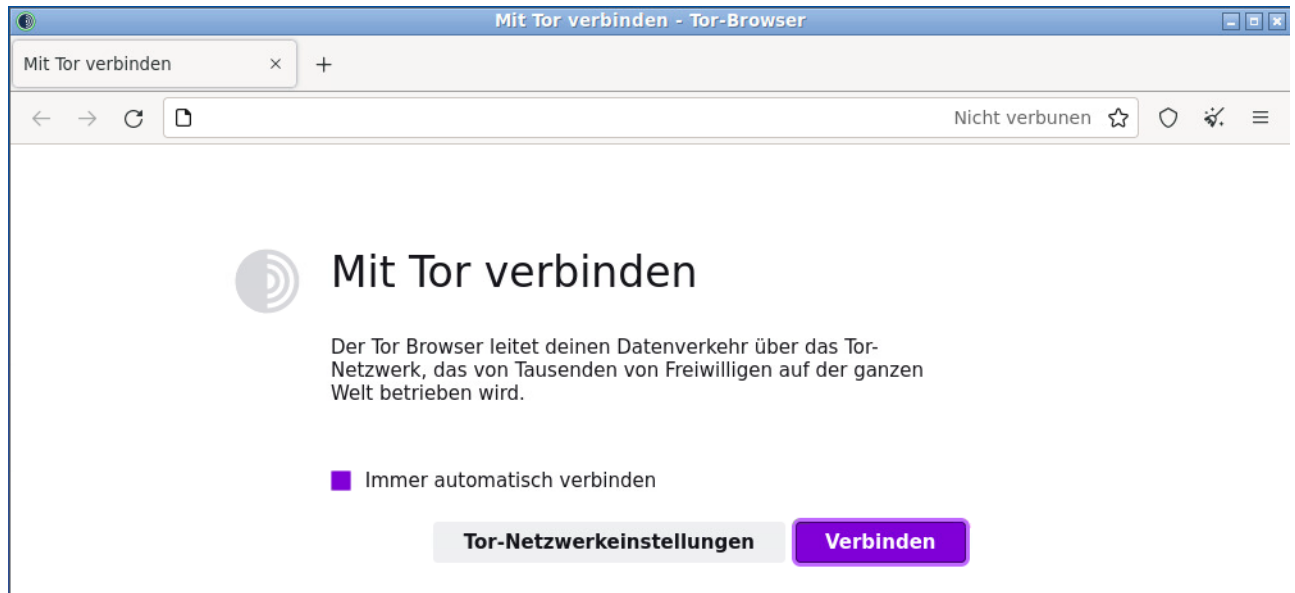 Mit Tor verbinden - Tor-Browser
Mit Tor verbinden
Nicht verbunen
Mit Tor verbinden
Der Tor Browser leitet deinen Datenverkehr über das Tor-
Netzwerk, das von Tausenden von Freiwilligen auf der ganzen
Welt betrieben wird.
Immer automatisch verbinden
Tor-Netzwerkeinstellungen Verbinden